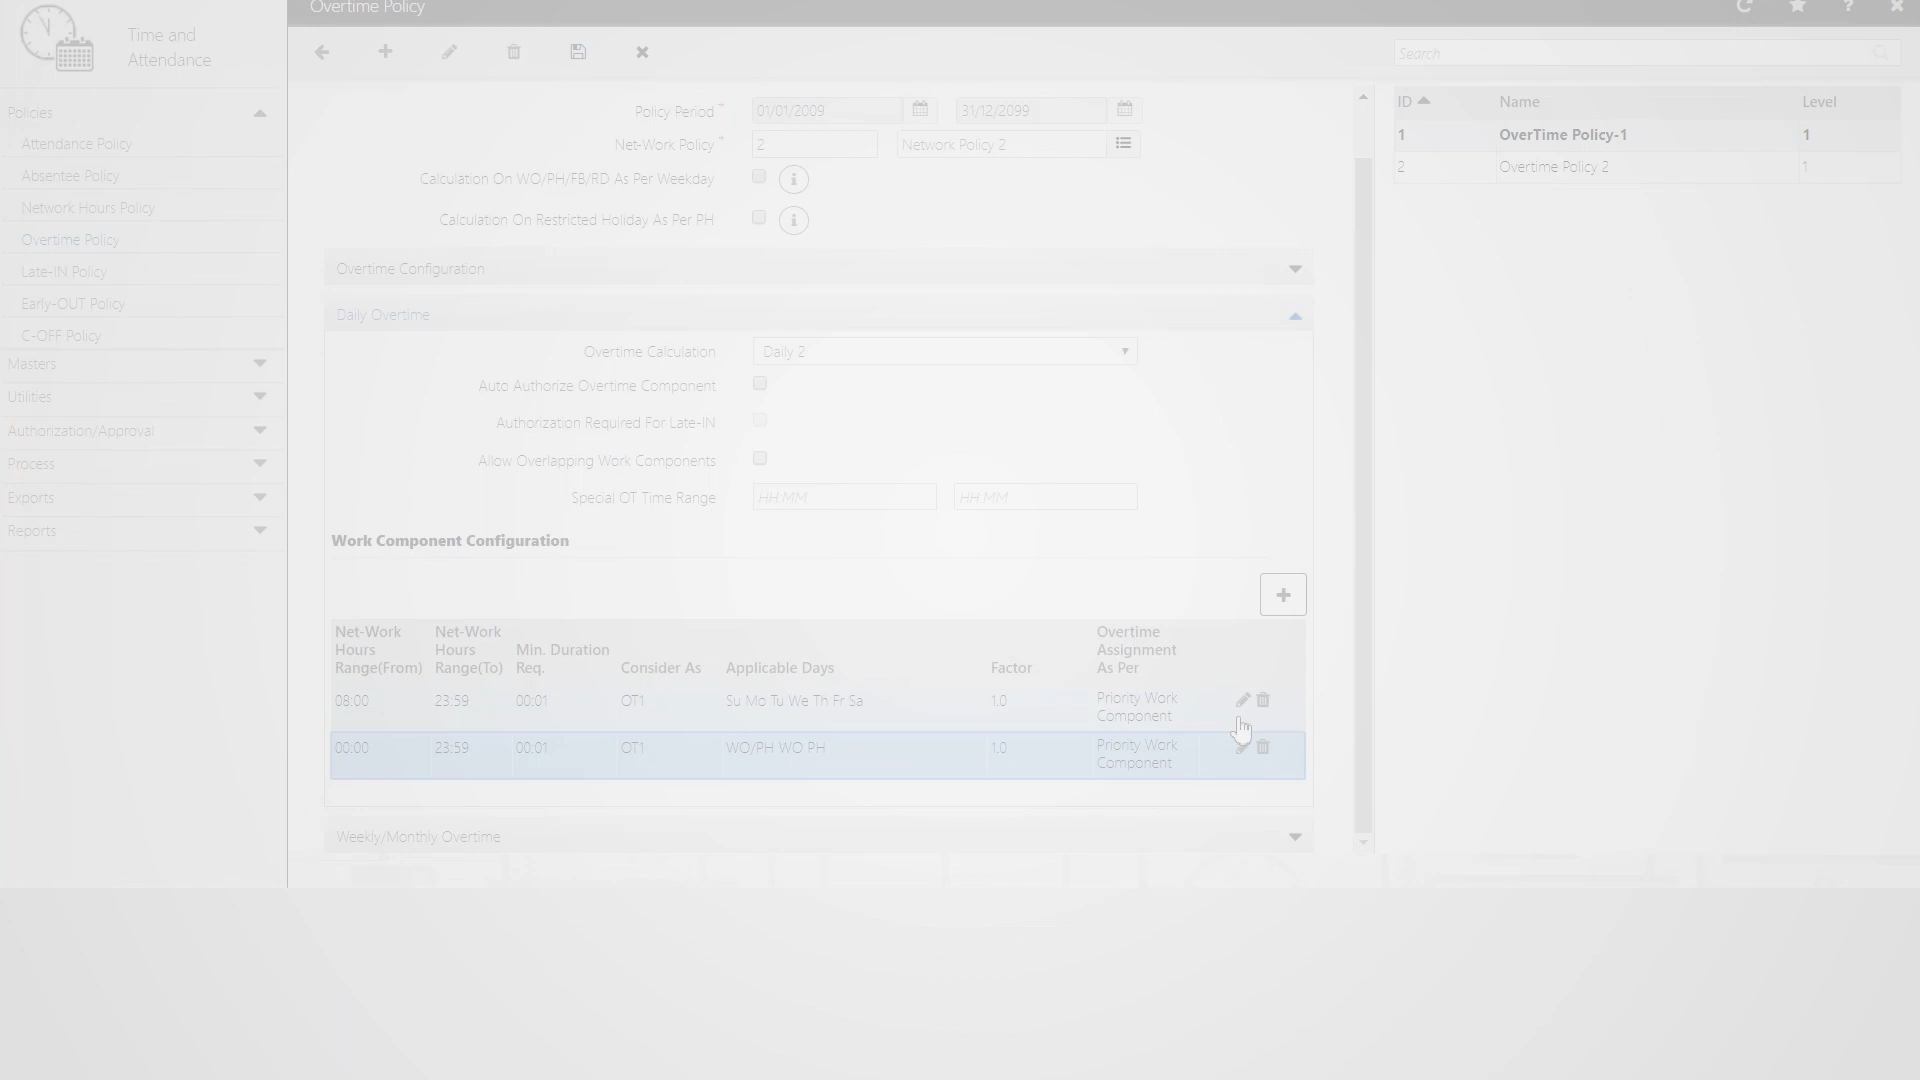 Overtime Policy
Time and
Attendance
Search
Policies
Attendance Policy
Absentee Policy
Network Hours Policy
Overtime Policy
Late-IN Policy
Early-OUT Policy
C-OFF Policy
Masters
Utilities
Authorization/Approval
Process
Exports
Reports
Policy Period * 01/01/2009 31/12/2099
Net-Work Policy * 2 Network Policy 2
Calculation On WO/PH/FB/RD As Per Weekday
Calculation On Restricted Holiday As Per PH
Overtime Configuration
Daily Overtime
Overtime Calculation Daily 2
Auto Authorize Overtime Component
Authorization Required For Late-IN
Allow Overlapping Work Components
Special OT Time Range HH:MM HH:MM
Work Component Configuration
Net-Work Hours Range(From) Net-Work Hours Range(To) Min. Duration Req. Consider As Applicable Days Factor Overtime Assignment As Per
08:00 23:59 00:01 OT1 Su Mo Tu We Th Fr Sa 1.0 Priority Work Component
00:00 23:59 00:01 OT1 WO/PH WO PH 1.0 Priority Work Component
Weekly/Monthly Overtime
ID Name Level
1 OverTime Policy-1 1
2 Overtime Policy 2 1